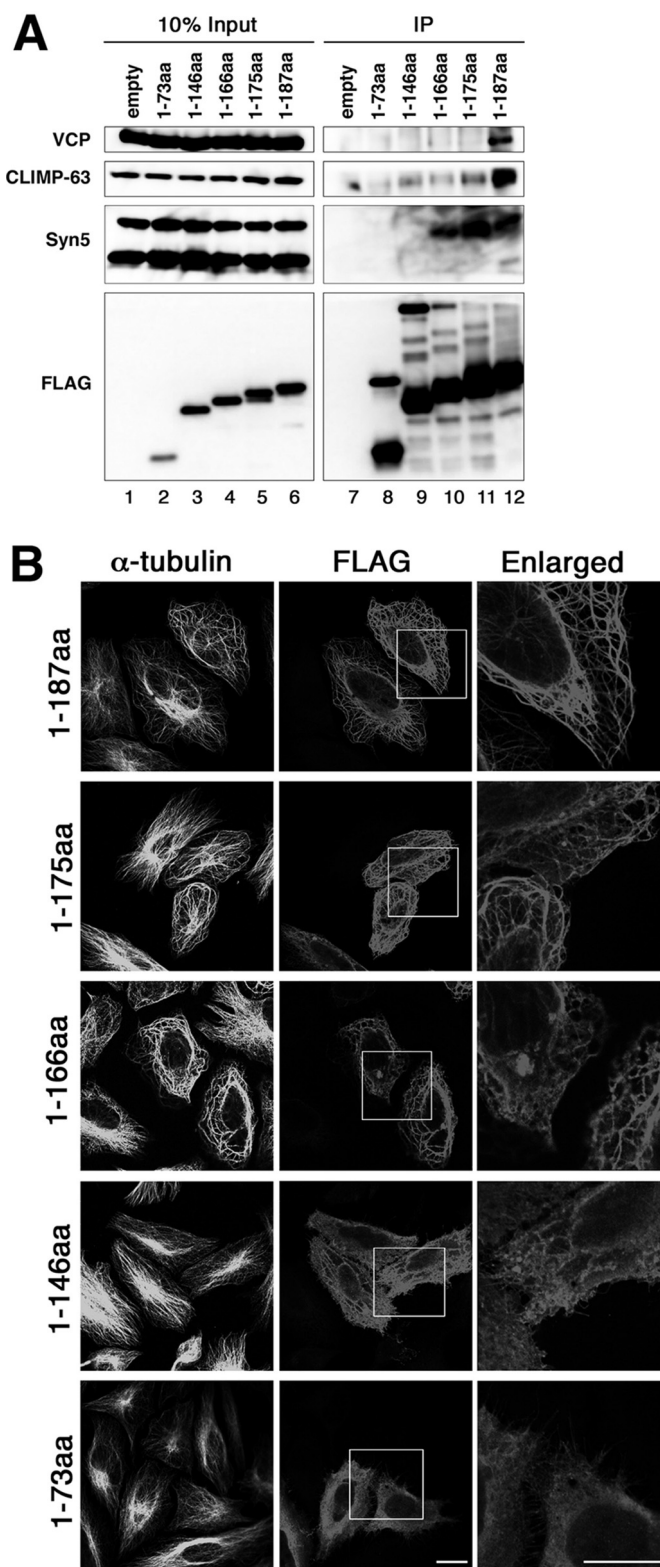 A
10% Input IP
empty 1-73aa 1-146aa 1-166aa 1-175aa 1-187aa empty 1-73aa 1-146aa 1-166aa 1-175aa 1-187aa
VCP
CLIMP-63
Syn5
FLAG
1 2 3 4 5 6 7 8 9 10 11 12
B
α-tubulin FLAG Enlarged
1-187aa
1-175aa
1-166aa
1-146aa
1-73aa